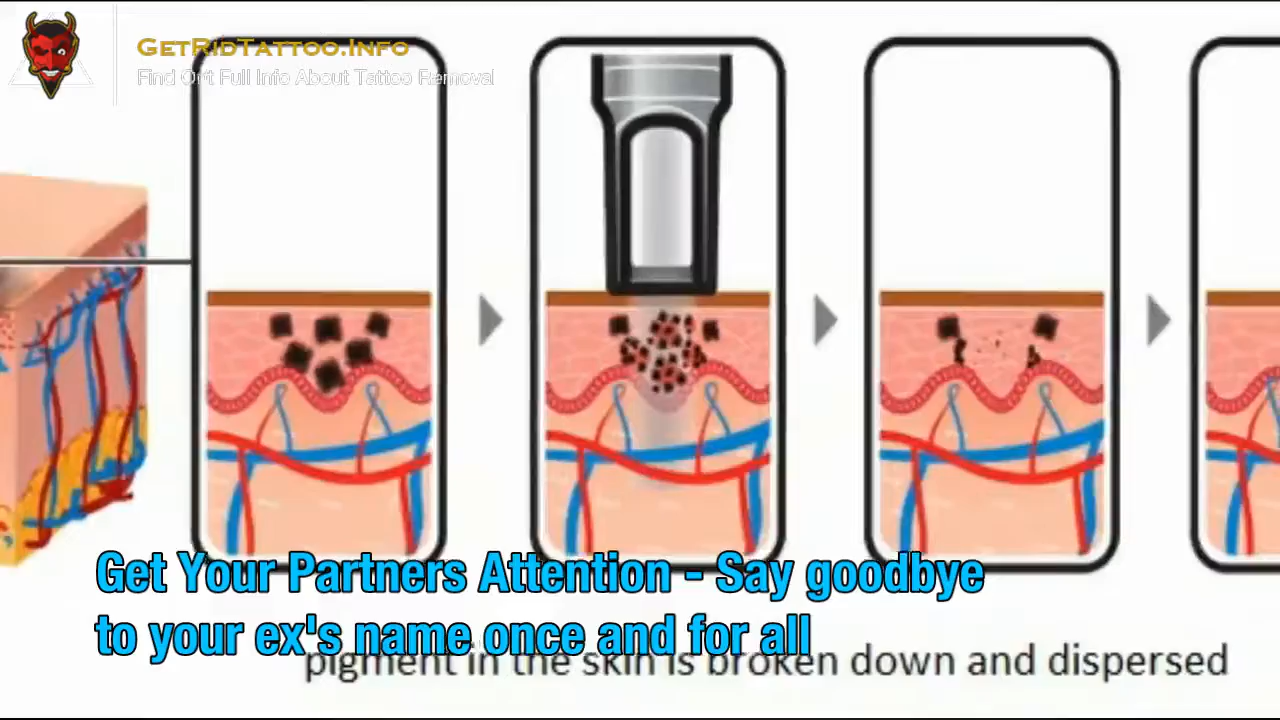 GetRidTattoo.Info
Find Out Full Info About Tattoo Removal
Get Your Partners Attention - Say goodbye
to your ex's name once and for all
pigment in the skin is broken down and dispersed